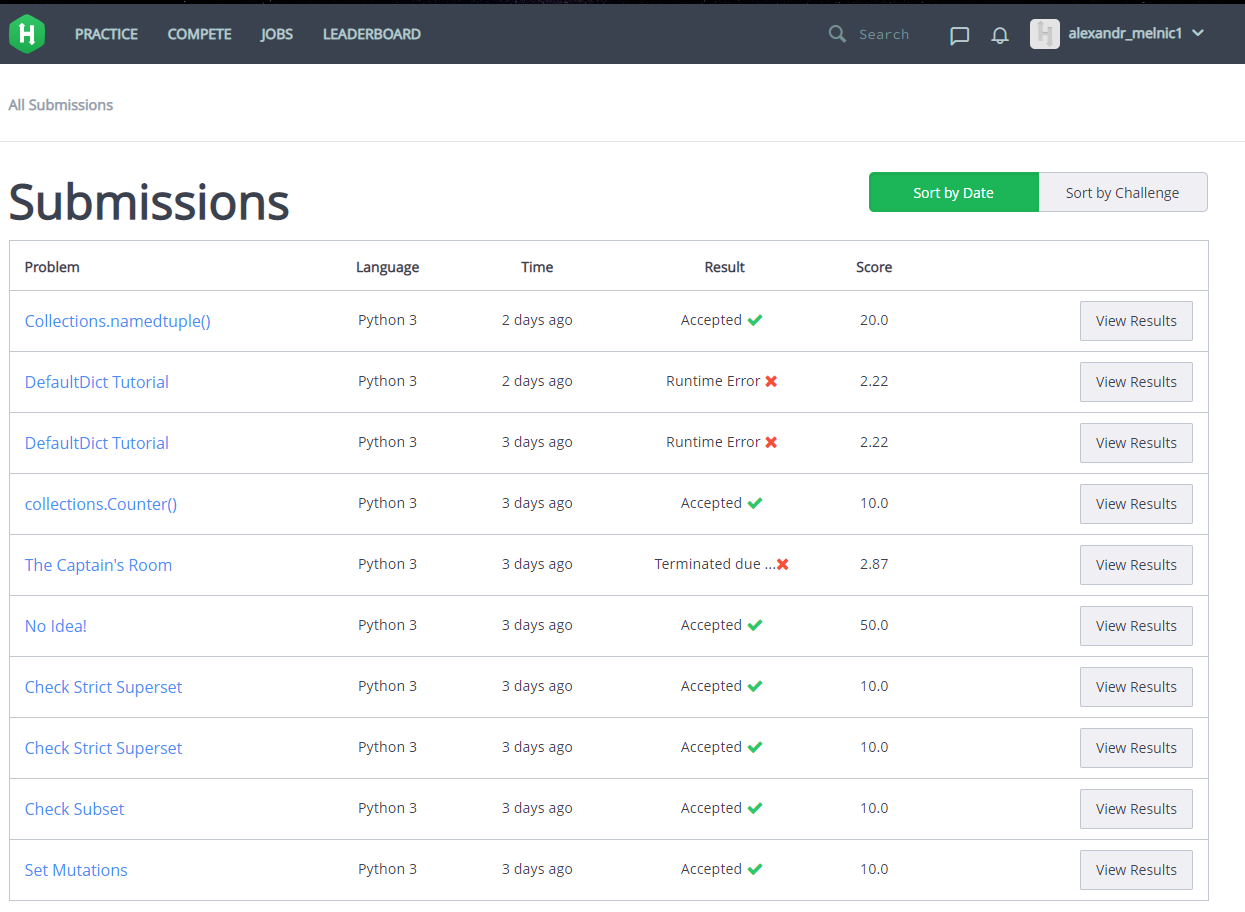 H PRACTICE COMPETE JOBS LEADERBOARD Search H alexandr_melnic1
All Submissions
Submissions Sort by Date Sort by Challenge
Problem Language Time Result Score
Collections.namedtuple() Python 3 2 days ago Accepted 20.0 View Results
DefaultDict Tutorial Python 3 2 days ago Runtime Error 2.22 View Results
DefaultDict Tutorial Python 3 3 days ago Runtime Error 2.22 View Results
collections.Counter() Python 3 3 days ago Accepted 10.0 View Results
The Captain's Room Python 3 3 days ago Terminated due ... 2.87 View Results
No Idea! Python 3 3 days ago Accepted 50.0 View Results
Check Strict Superset Python 3 3 days ago Accepted 10.0 View Results
Check Strict Superset Python 3 3 days ago Accepted 10.0 View Results
Check Subset Python 3 3 days ago Accepted 10.0 View Results
Set Mutations Python 3 3 days ago Accepted 10.0 View Results